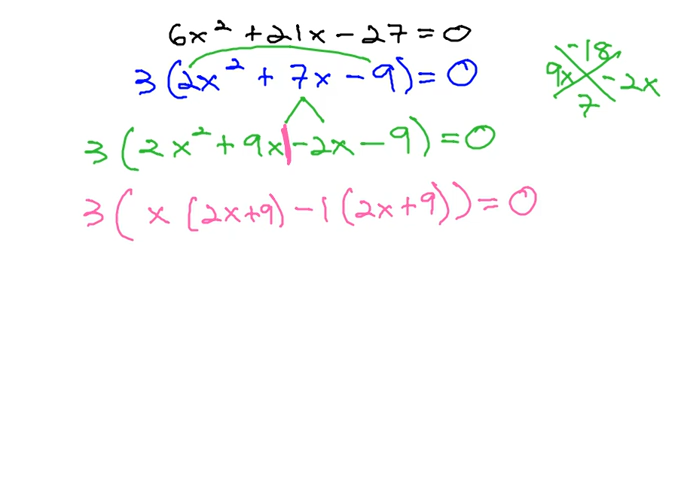 6x² + 21x - 27 = 0
3(2x² + 7x - 9) = 0
-18
9x -2x
7
3(2x² + 9x | -2x - 9) = 0
3(x(2x+9) - 1(2x+9)) = 0